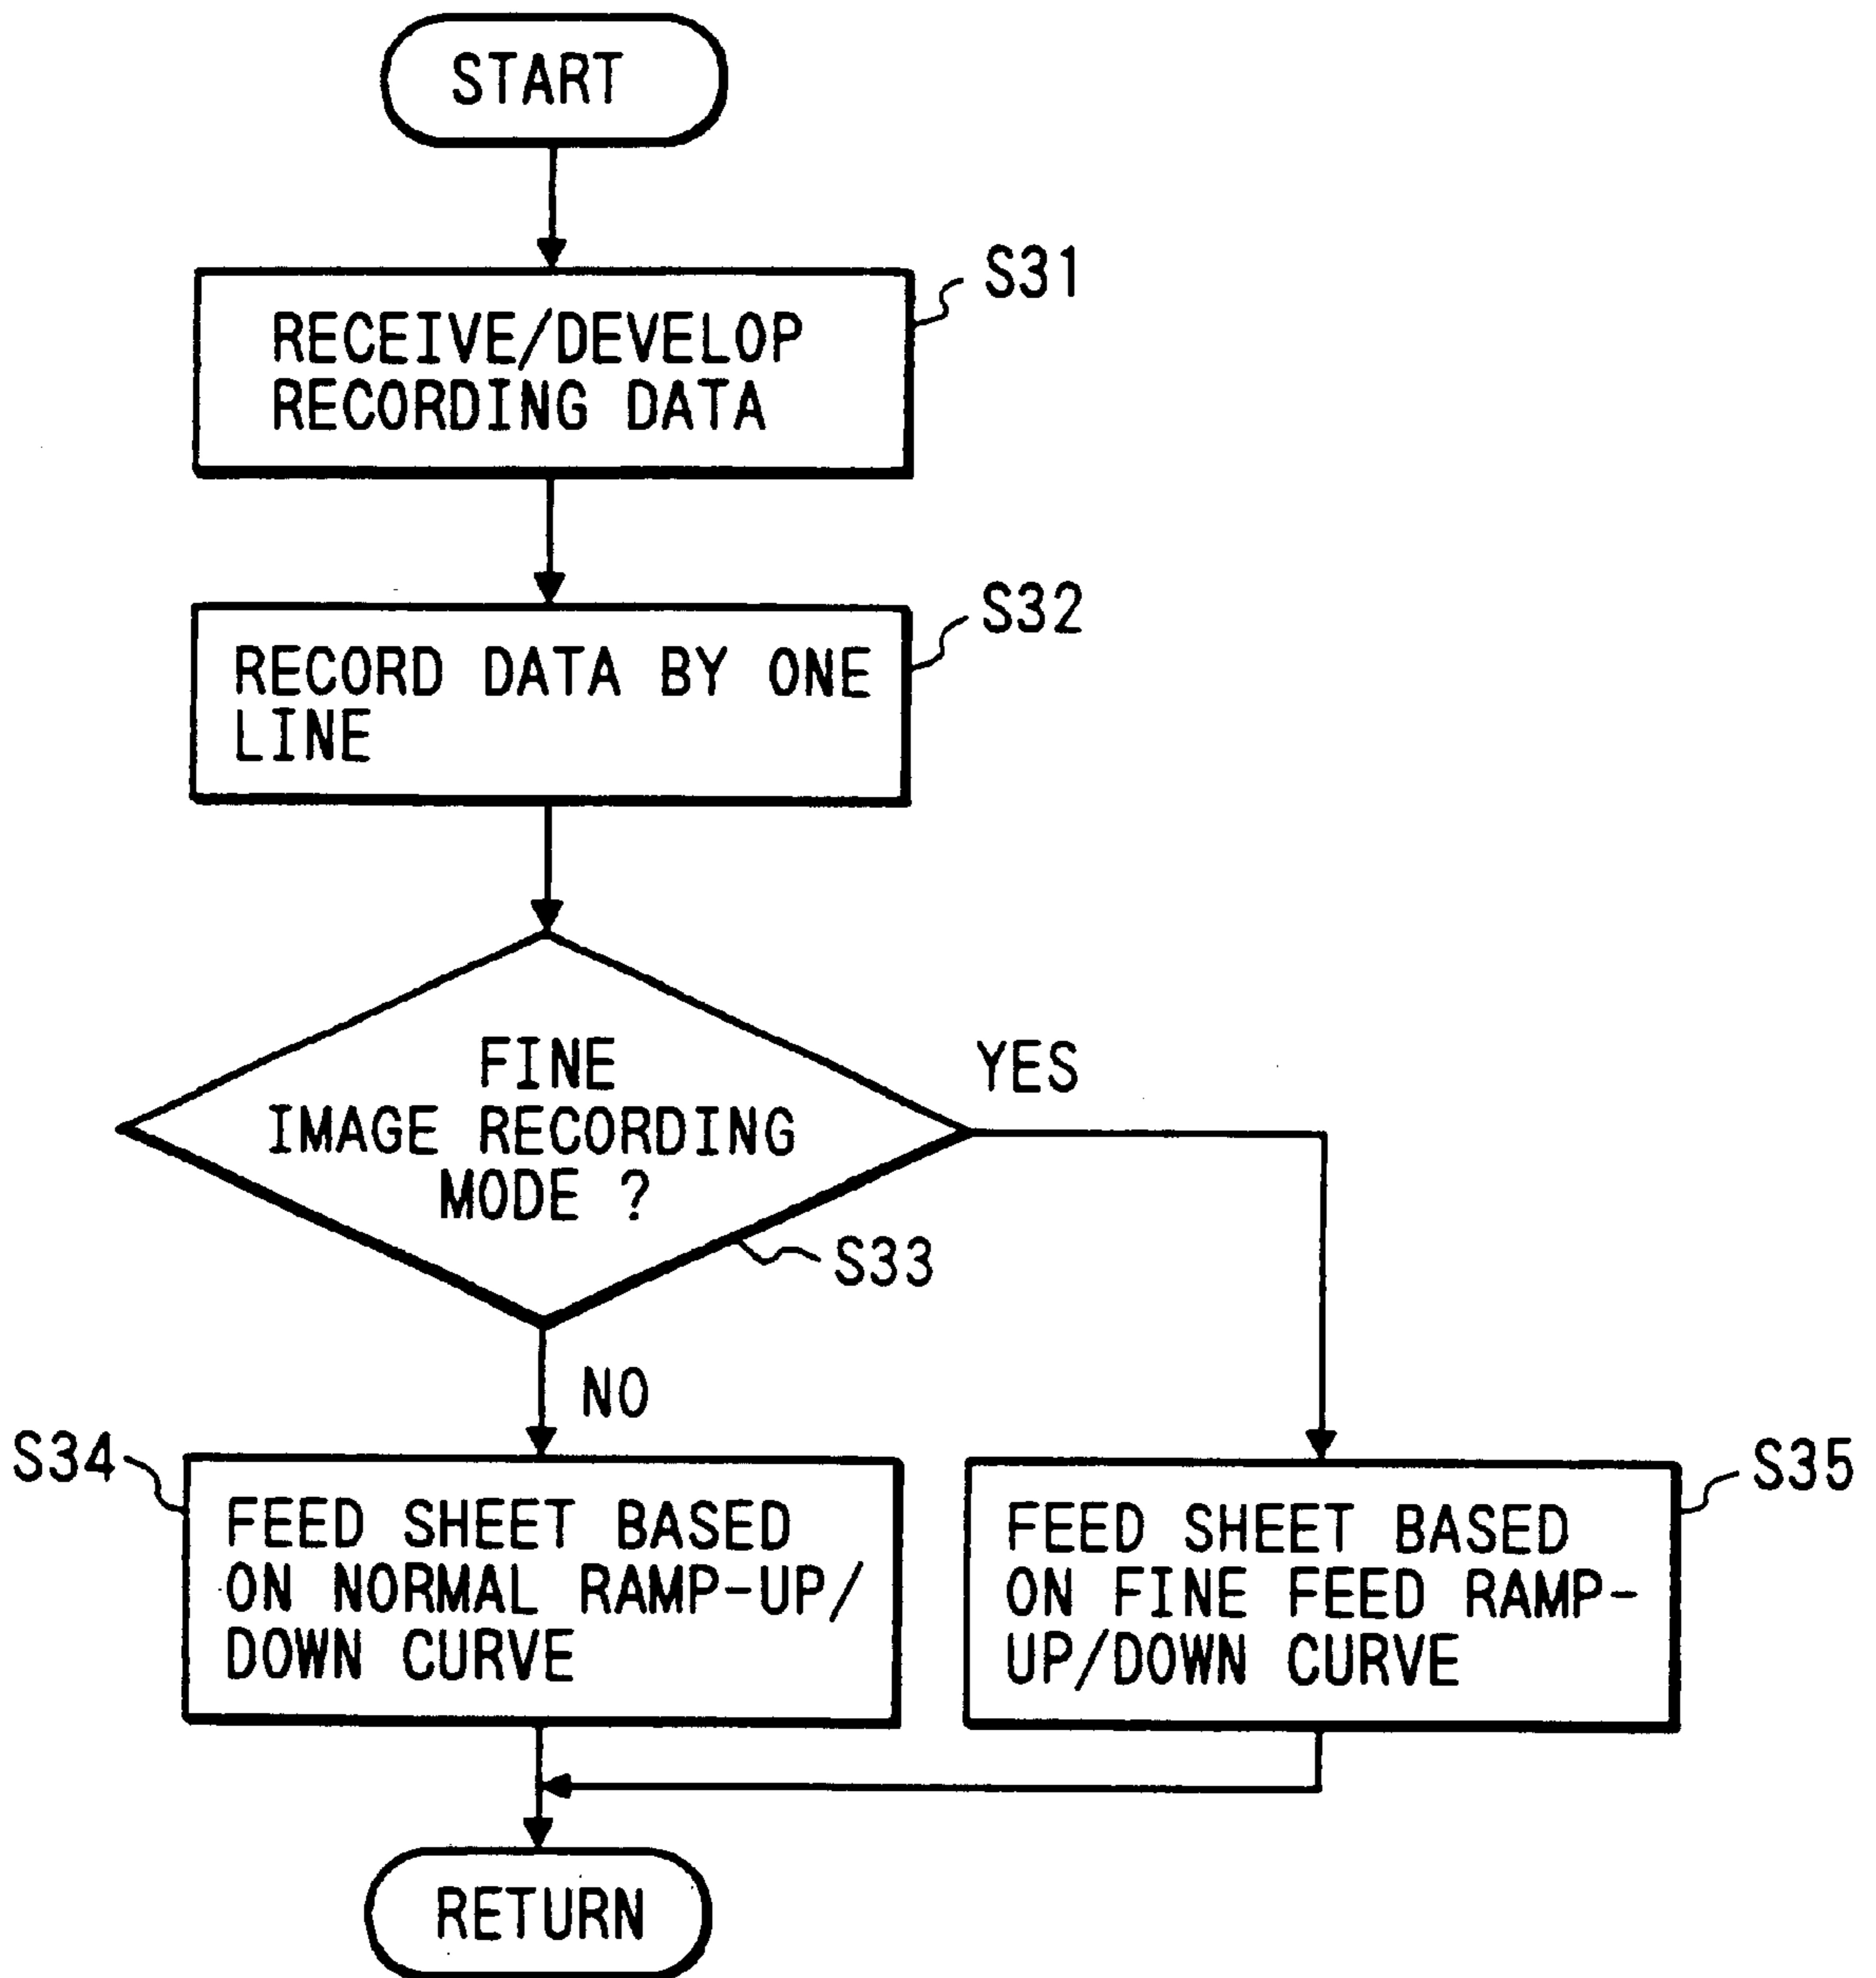 START
S31
RECEIVE/DEVELOP
RECORDING DATA
S32
RECORD DATA BY ONE
LINE
FINE
IMAGE RECORDING
MODE ?
YES
S33
NO
S34
FEED SHEET BASED
ON NORMAL RAMP-UP/
DOWN CURVE
S35
FEED SHEET BASED
ON FINE FEED RAMP-
UP/DOWN CURVE
RETURN